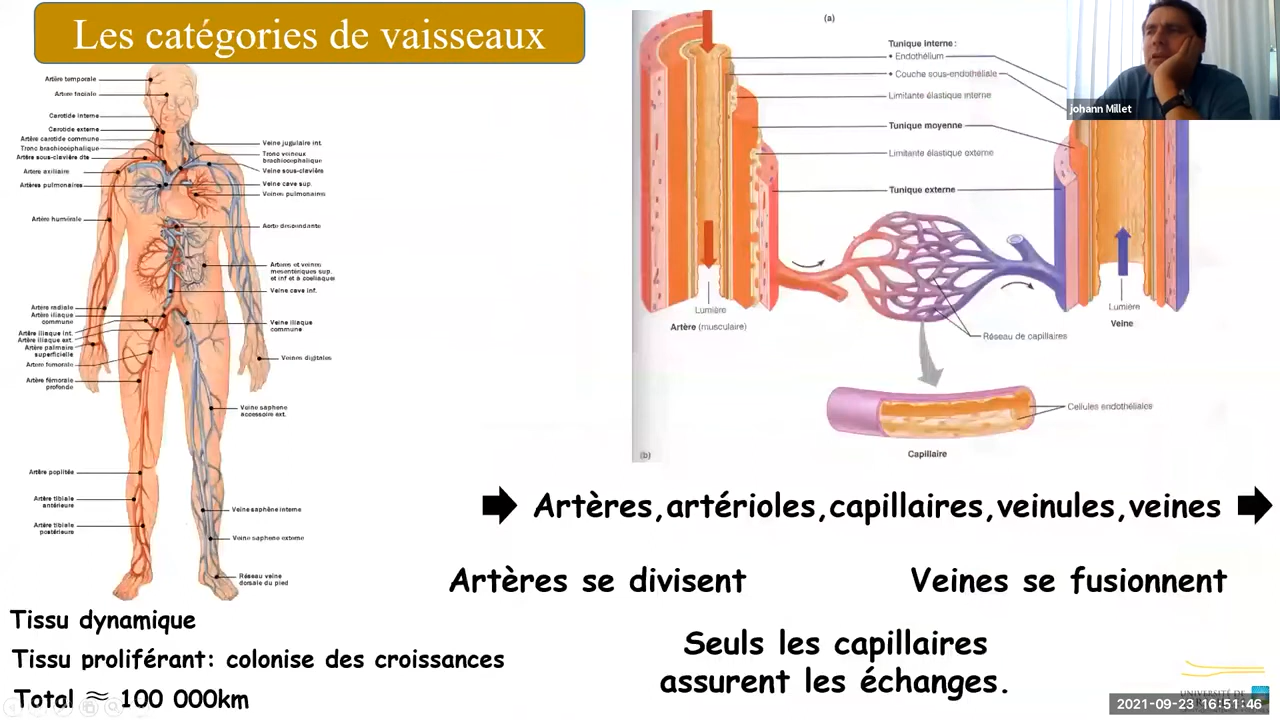 Les catégories de vaisseaux
Artère temporale
Artère faciale
Carotide interne
Carotide externe
Artère carotide commune
Tronc brachiocéphalique
Artère sous-clavière dte
Artère axillaire
Artères pulmonaires
Artère humérale
Artère radiale
Artère iliaque
commune
Artère iliaque int.
Artère iliaque ext.
Artère palmaire
superficielle
Artère fémorale
Artère fémorale
profonde
Artère poplitée
Artère tibiale
antérieure
Artère tibiale
postérieure
Veine jugulaire int.
Tronc veineux
brachiocéphalique
Veine sous-clavière
Veine cave sup.
Veines pulmonaires
Aorte descendante
Artères et veines
mésentériques sup.
et inf et à coeliaque
Veine cave inf.
Veine iliaque
commune
Veines digitales
Veine saphène
accessoire ext.
Veine saphène interne
Veine saphène externe
Réseau veine
dorsale du pied
(a)
Tunique interne :
• Endothélium
• Couche sous-endothéliale
Limitante élastique interne
Tunique moyenne
Limitante élastique externe
Tunique externe
Lumière
Artère (musculaire)
Lumière
Veine
Réseau de capillaires
Cellules endothéliales
Capillaire
(b)
johann Millet
Artères,artérioles,capillaires,veinules,veines
Artères se divisent
Veines se fusionnent
Seuls les capillaires
assurent les échanges.
Tissu dynamique
Tissu proliférant: colonise des croissances
Total ≈ 100 000km
UNIVERSITÉ DE
2021-09-23 16:51:46